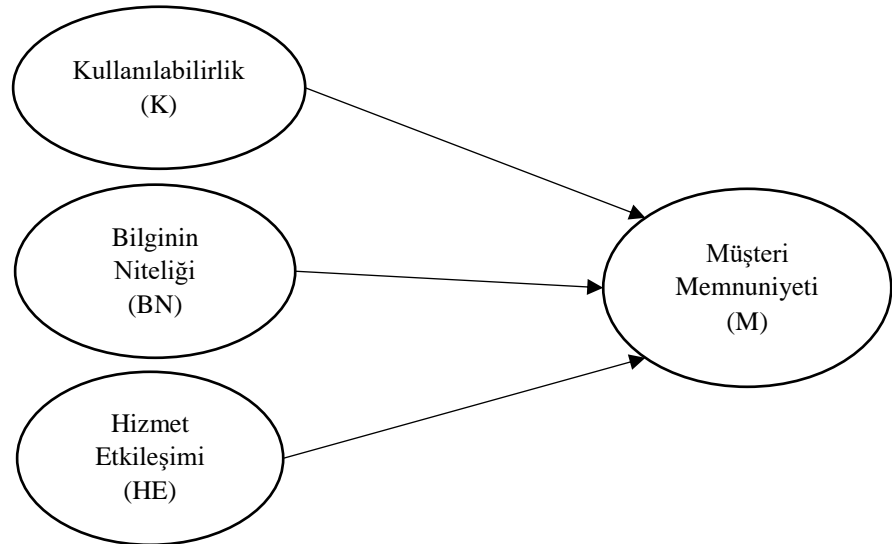 Kullanılabilirlik
(K)
Bilginin
Niteliği
(BN)
Hizmet
Etkileşimi
(HE)
Müşteri
Memnuniyeti
(M)